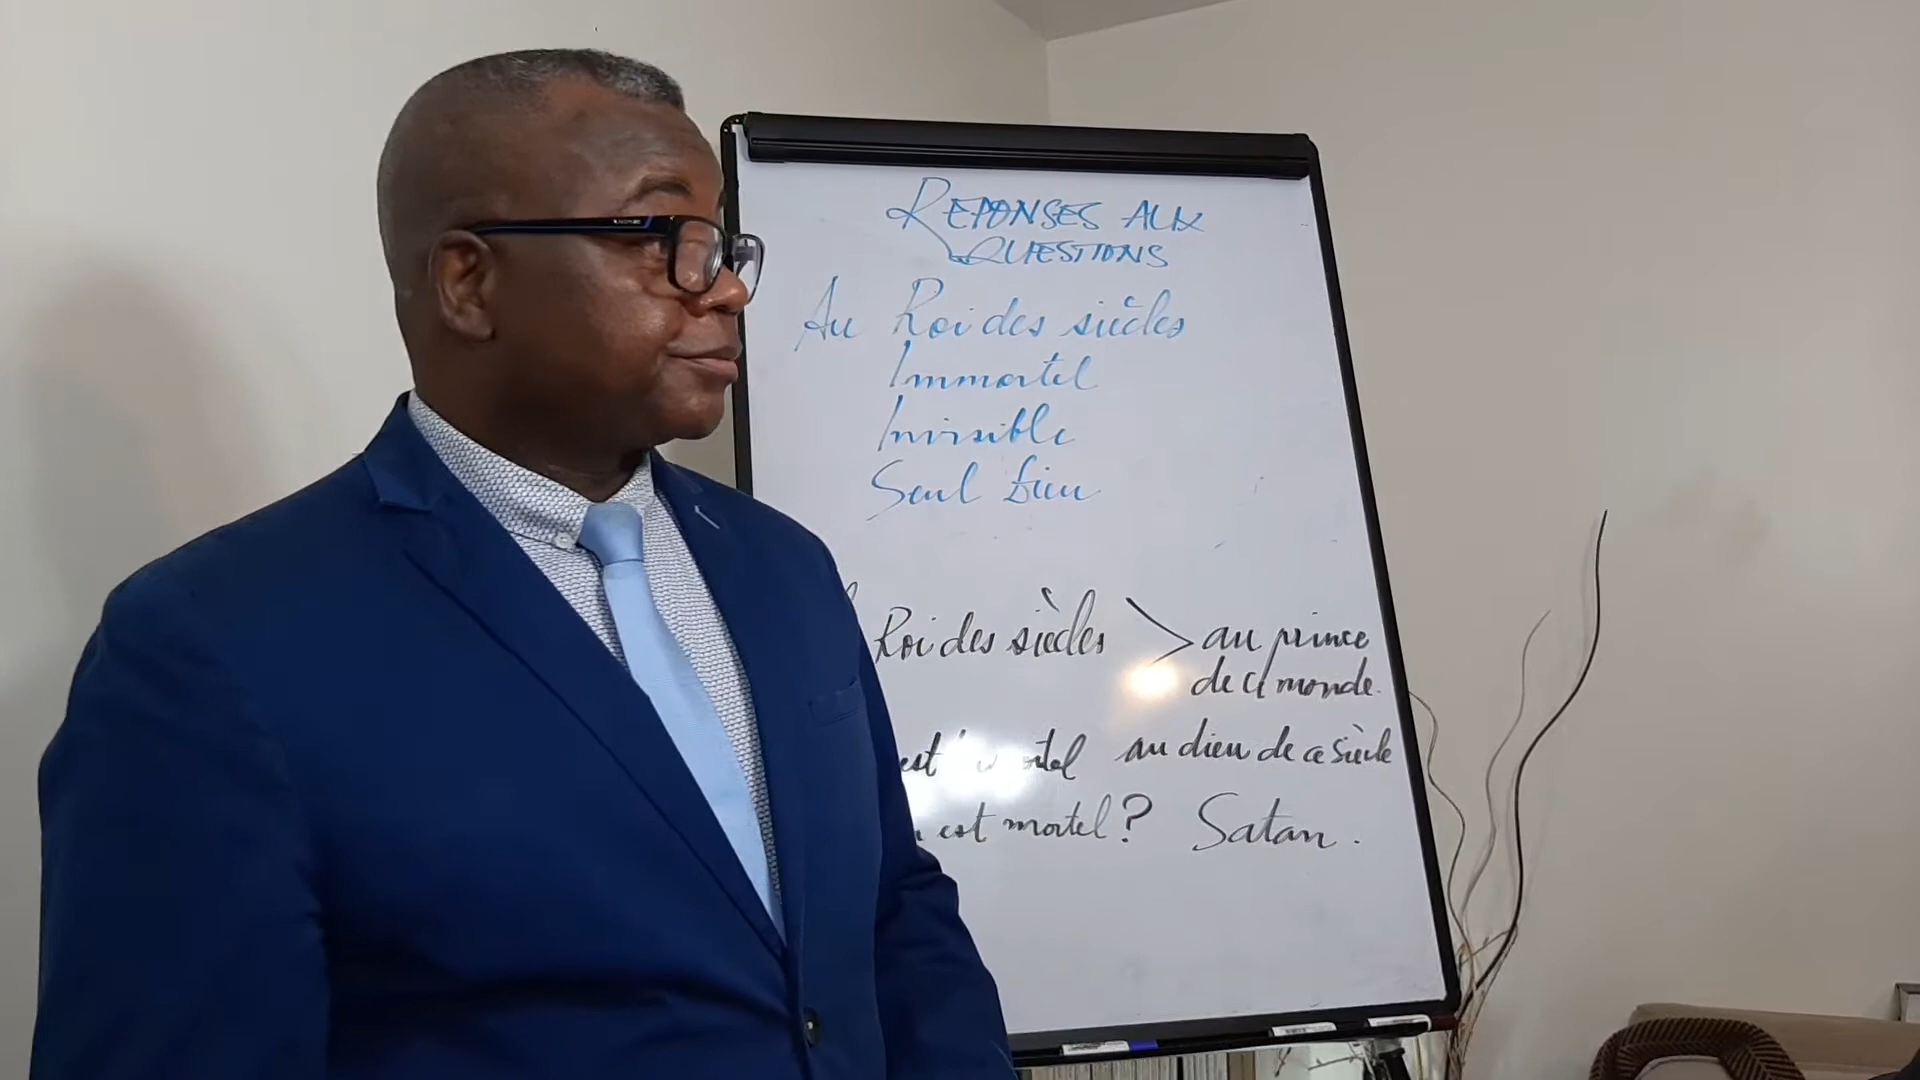 REPONSES AUX
QUESTIONS
Au Roi des siècles
Immortel
Invisible
Seul Dieu
Roi des siècles > au prince
de ce monde.
est au dieu de ce siècle
est mortel? Satan.